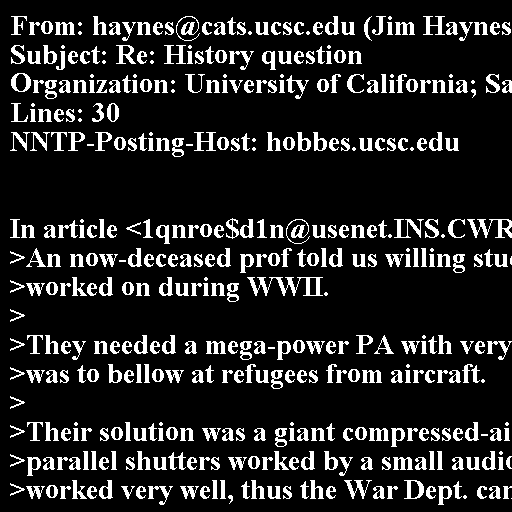 From: haynes@cats.ucsc.edu (Jim Haynes
Subject: Re: History question
Organization: University of California; Sa
Lines: 30
NNTP-Posting-Host: hobbes.ucsc.edu
In article <1qnroe$d1n@usenet.INS.CWR
>An now-deceased prof told us willing stu
>worked on during WWII.
>
>They needed a mega-power PA with very
>was to bellow at refugees from aircraft.
>
>Their solution was a giant compressed-ai
>parallel shutters worked by a small audio
>worked very well, thus the War Dept. can